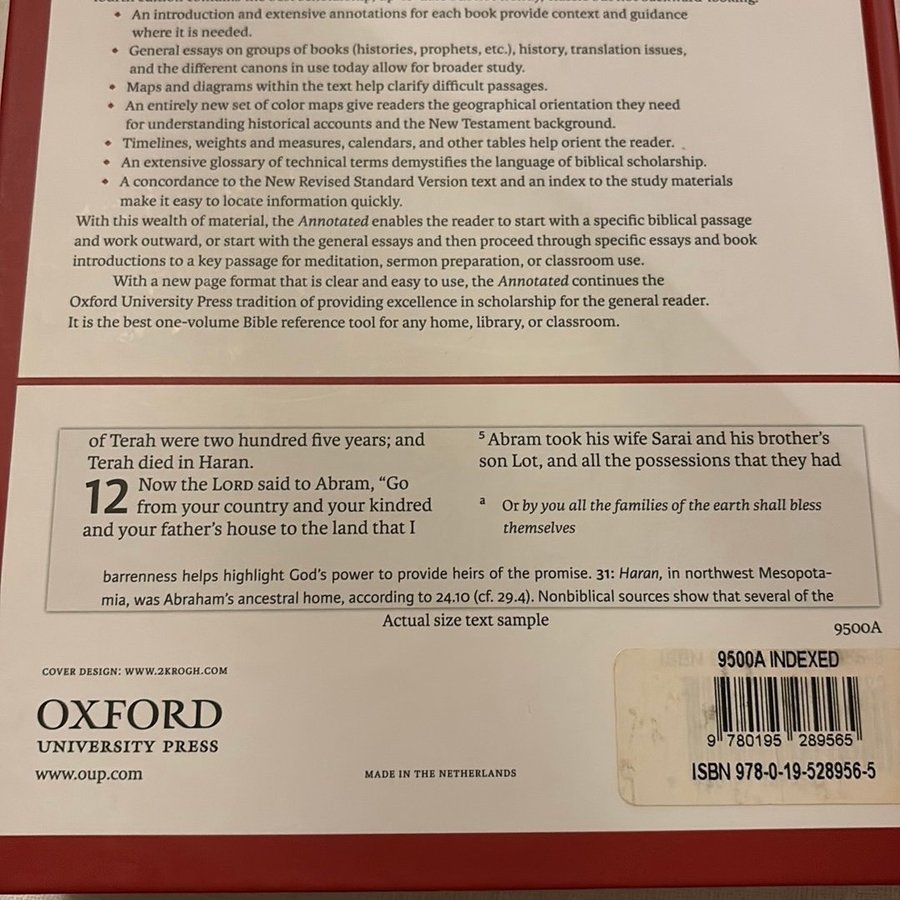 An introduction and extensive annotations for each book provide context and guidance
where it is needed.
General essays on groups of books (histories, prophets, etc.), history, translation issues,
and the different canons in use today allow for broader study.
Maps and diagrams within the text help clarify difficult passages.
An entirely new set of color maps give readers the geographical orientation they need
for understanding historical accounts and the New Testament background.
Timelines, weights and measures, calendars, and other tables help orient the reader.
An extensive glossary of technical terms demystifies the language of biblical scholarship.
A concordance to the New Revised Standard Version text and an index to the study materials
make it easy to locate information quickly.
With this wealth of material, the Annotated enables the reader to start with a specific biblical passage
and work outward, or start with the general essays and then proceed through specific essays and book
introductions to a key passage for meditation, sermon preparation, or classroom use.
With a new page format that is clear and easy to use, the Annotated continues the
Oxford University Press tradition of providing excellence in scholarship for the general reader.
It is the best one-volume Bible reference tool for any home, library, or classroom.
of Terah were two hundred five years; and
Terah died in Haran.
12 Now the LORD said to Abram, “Go
from your country and your kindred
and your father’s house to the land that I
5 Abram took his wife Sarai and his brother’s
son Lot, and all the possessions that they had
a Or by you all the families of the earth shall bless
themselves
barrenness helps highlight God’s power to provide heirs of the promise. 31: Haran, in northwest Mesopota-
mia, was Abraham’s ancestral home, according to 24.10 (cf. 29.4). Nonbiblical sources show that several of the
Actual size text sample
9500A
COVER DESIGN: WWW.2KROGH.COM
OXFORD
UNIVERSITY PRESS
www.oup.com
MADE IN THE NETHERLANDS
9500A INDEXED
9 780195 289565
ISBN 978-0-19-528956-5